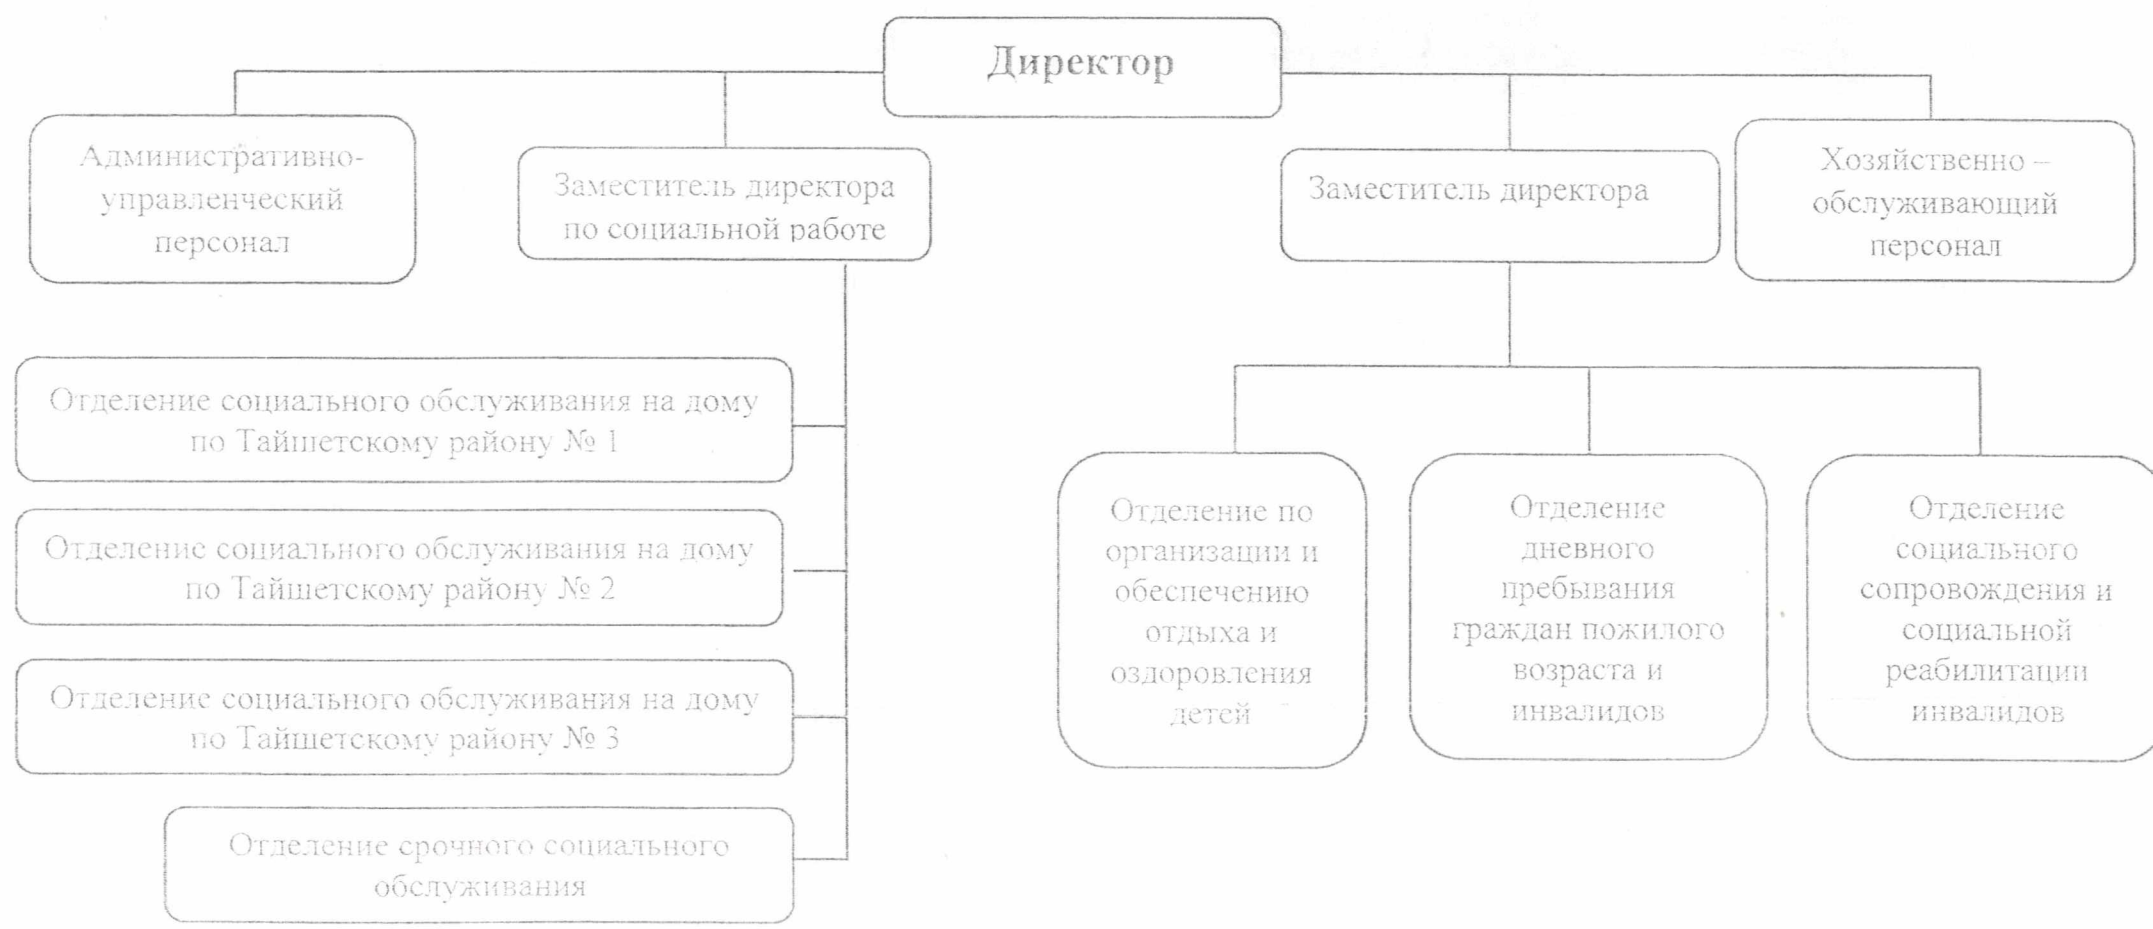 Директор
Административно-
управленческий
персонал
Заместитель директора
по социальной работе
Заместитель директора
Хозяйственно –
обслуживающий
персонал
Отделение социального обслуживания на дому
по Тайшетскому району № 1
Отделение социального обслуживания на дому
по Тайшетскому району № 2
Отделение социального обслуживания на дому
по Тайшетскому району № 3
Отделение срочного социального
обслуживания
Отделение по
организации и
обеспечению
отдыха и
оздоровления
детей
Отделение
дневного
пребывания
граждан пожилого
возраста и
инвалидов
Отделение
социального
сопровождения и
социальной
реабилитации
инвалидов